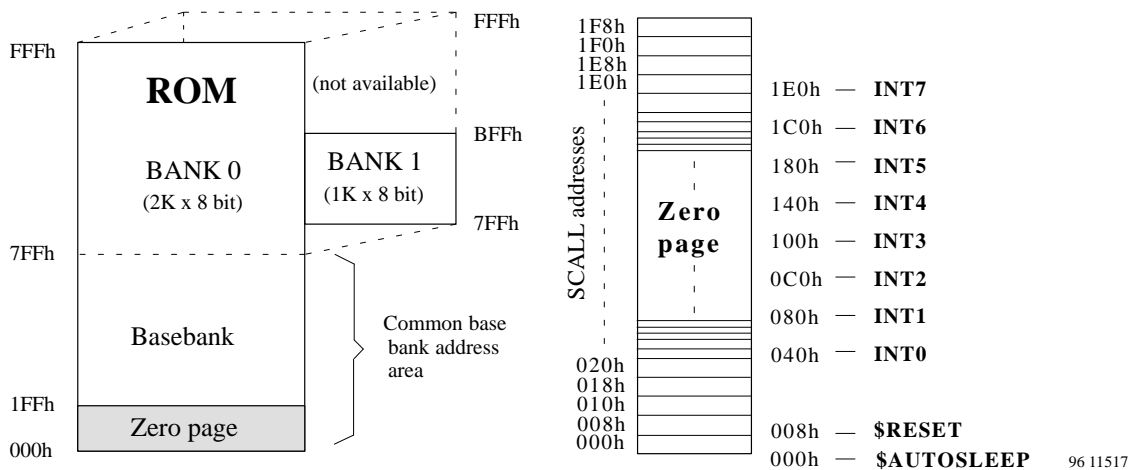 FFFh
FFFh
ROM
(not available)
BFFh
BANK 0
(2K x 8 bit)
BANK 1
(1K x 8 bit)
7FFh
7FFh
Basebank
Common base
bank address
area
1FFh
Zero page
000h
1F8h
1F0h
1E8h
1E0h
SCALL addresses
020h
018h
010h
008h
000h
Zero
page
1E0h — INT7
1C0h — INT6
180h — INT5
140h — INT4
100h — INT3
0C0h — INT2
080h — INT1
040h — INT0
008h — $RESET
000h — $AUTOSLEEP
96 11517